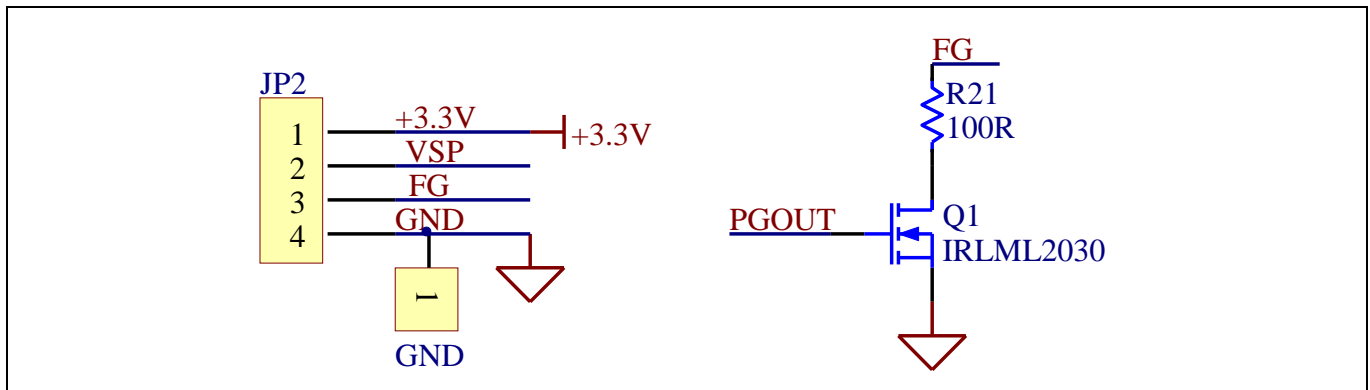 JP2
1 +3.3V +3.3V
2 VSP
3 FG
4 GND
1
GND
FG
R21
100R
PGOUT
Q1
IRLML2030